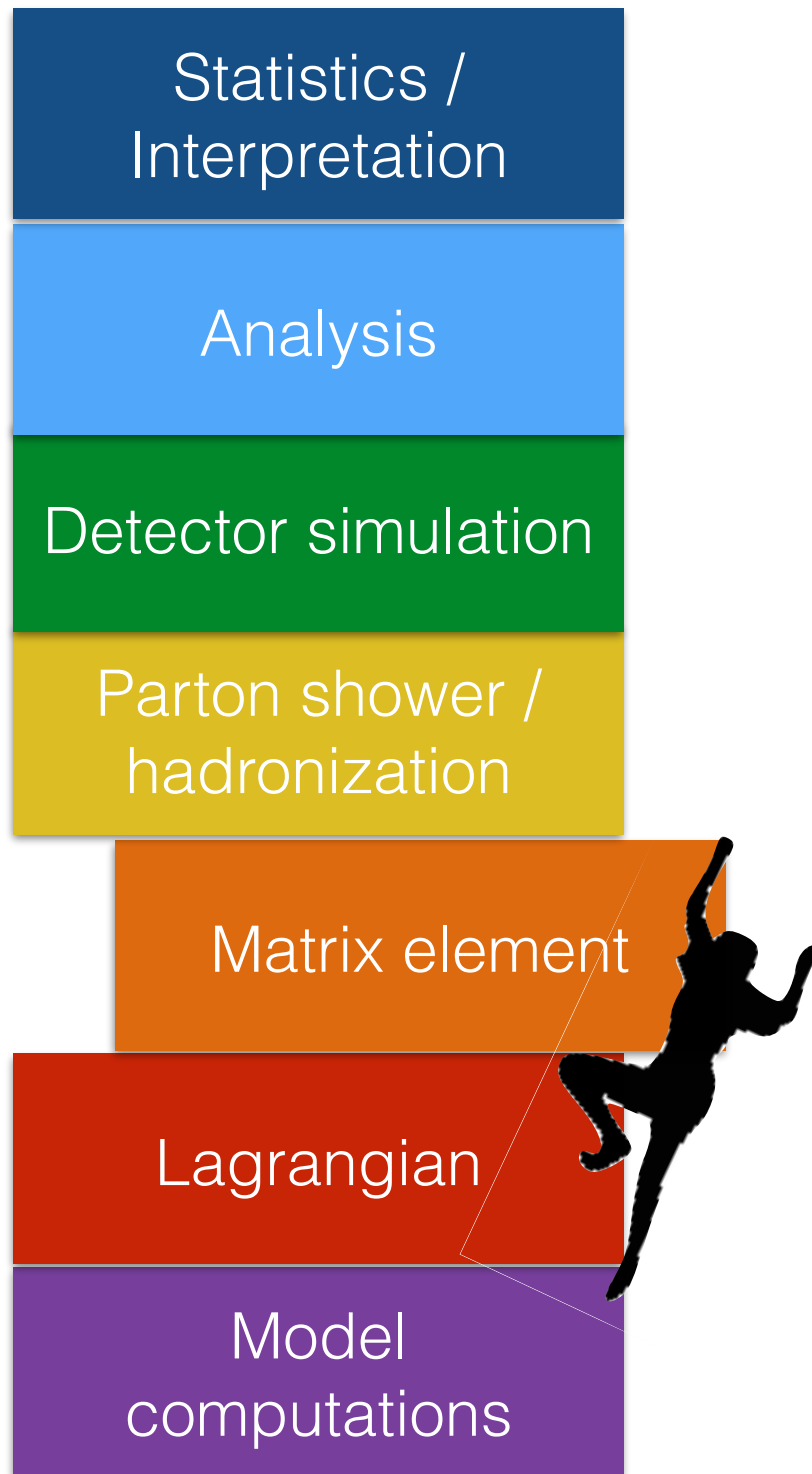 Statistics /
Interpretation
Analysis
Detector simulation
Parton shower /
hadronization
Matrix element
Lagrangian
Model
computations